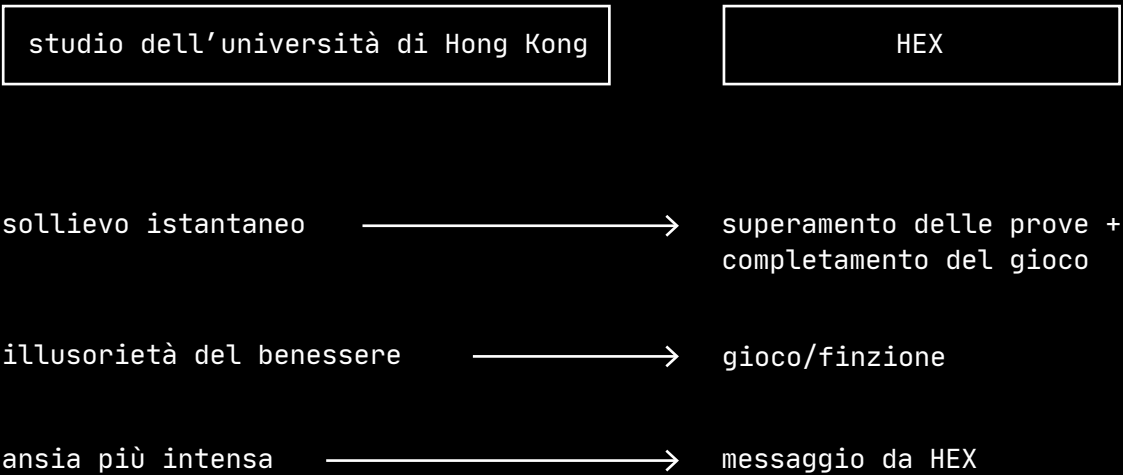 studio dell’università di Hong Kong
HEX
sollievo istantaneo
superamento delle prove +
completamento del gioco
illusorietà del benessere
gioco/finzione
ansia più intensa
messaggio da HEX